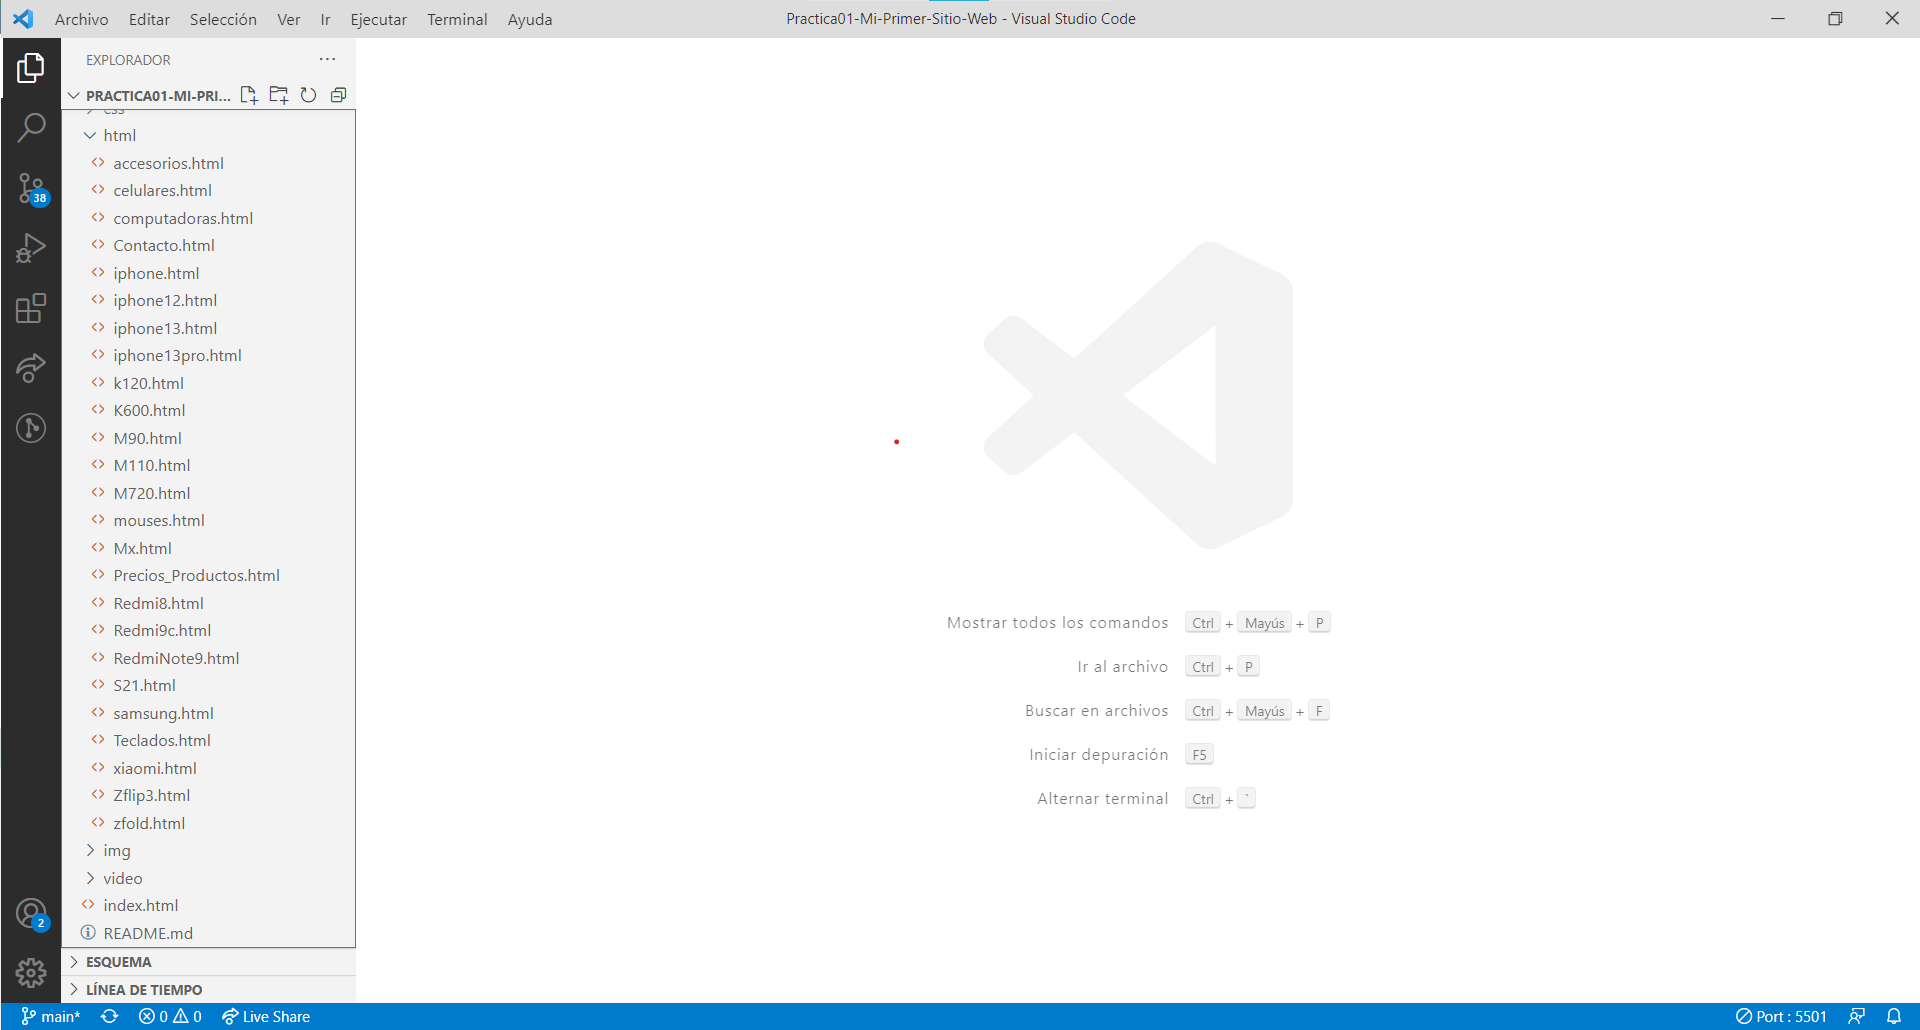 Archivo Editar Selección Ver Ir Ejecutar Terminal Ayuda
Practica01-Mi-Primer-Sitio-Web - Visual Studio Code
EXPLORADOR
PRACTICA01-MI-PRI...
css
html
accesorios.html
celulares.html
computadoras.html
Contacto.html
iphone.html
iphone12.html
iphone13.html
iphone13pro.html
k120.html
K600.html
M90.html
M110.html
M720.html
mouses.html
Mx.html
Precios_Productos.html
Redmi8.html
Redmi9c.html
RedmiNote9.html
S21.html
samsung.html
Teclados.html
xiaomi.html
Zflip3.html
zfold.html
img
video
index.html
README.md
ESQUEMA
LÍNEA DE TIEMPO
38
2
Mostrar todos los comandos Ctrl + Mayús + P
Ir al archivo Ctrl + P
Buscar en archivos Ctrl + Mayús + F
Iniciar depuración F5
Alternar terminal Ctrl + `
main* 0 0 Live Share
Port : 5501